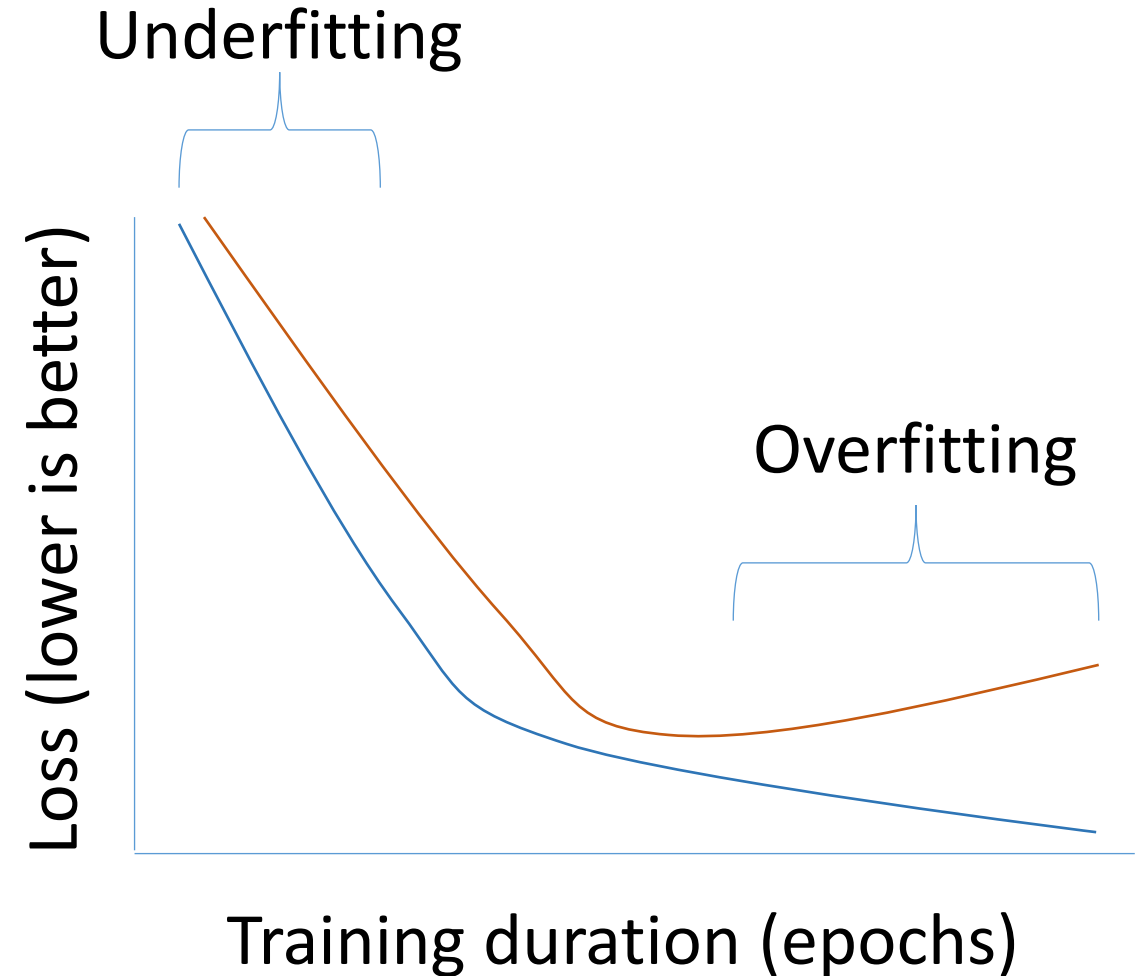 Underfitting
Overfitting
Loss (lower is better)
Training duration (epochs)